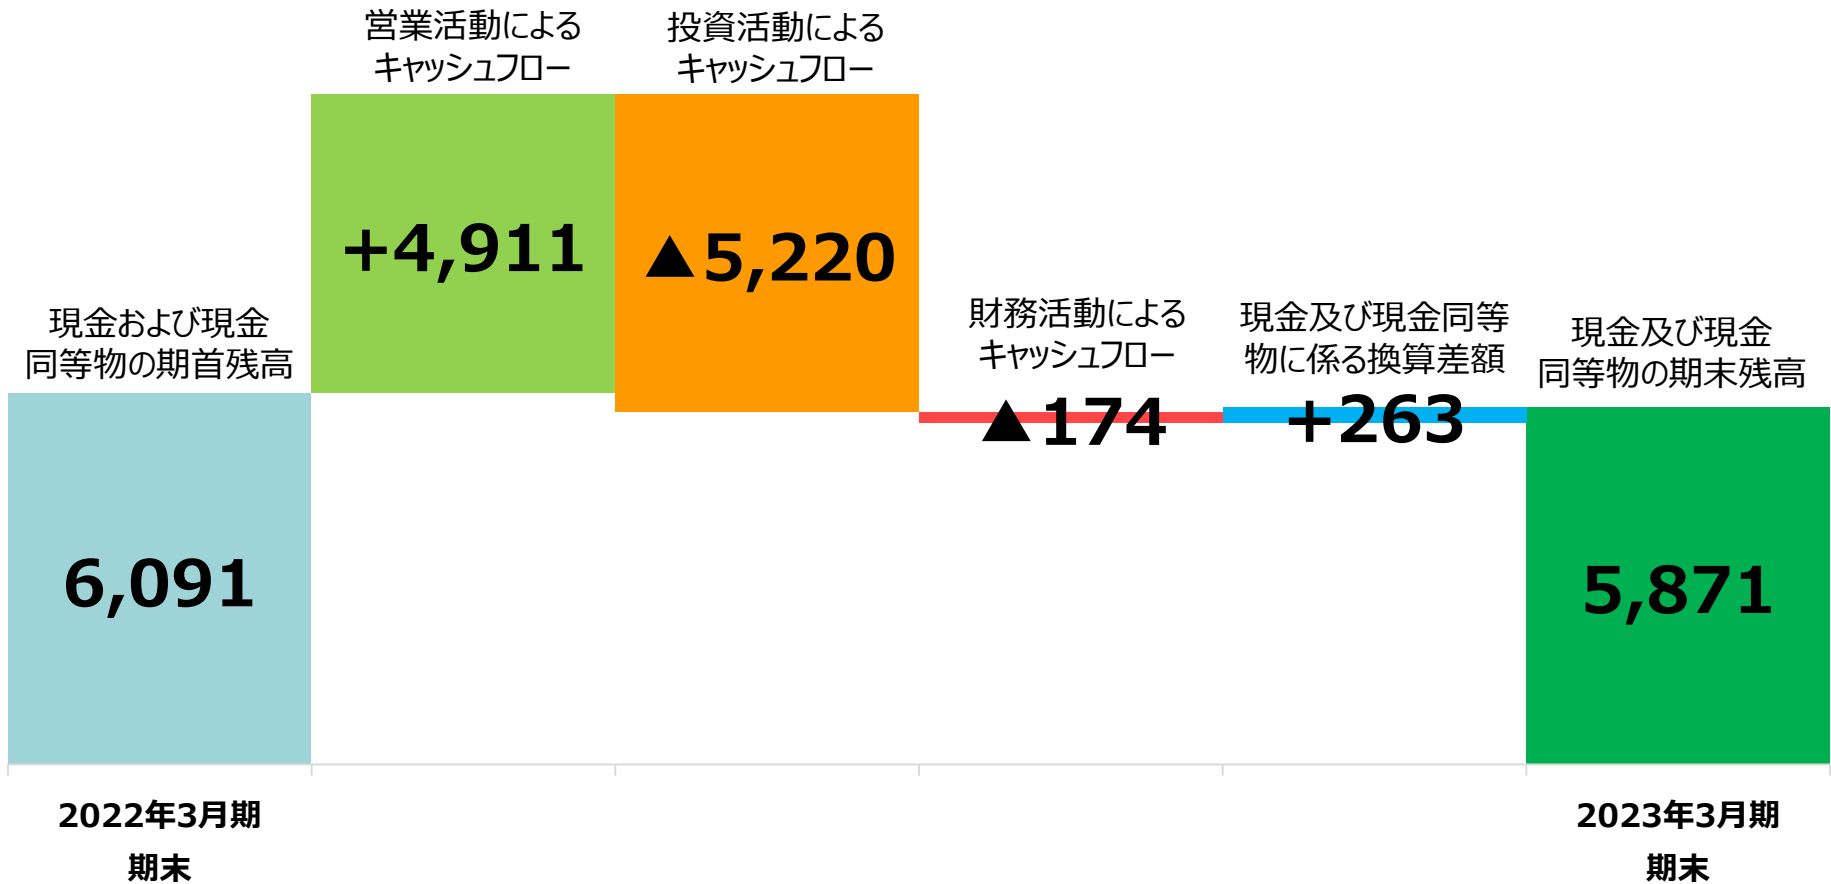 営業活動による
キャッシュフロー
投資活動による
キャッシュフロー
+4,911
▲5,220
現金および現金
同等物の期首残高
財務活動による
キャッシュフロー
現金及び現金同等
物に係る換算差額
現金及び現金
同等物の期末残高
▲174
+263
6,091
5,871
2022年3月期
期末
2023年3月期
期末